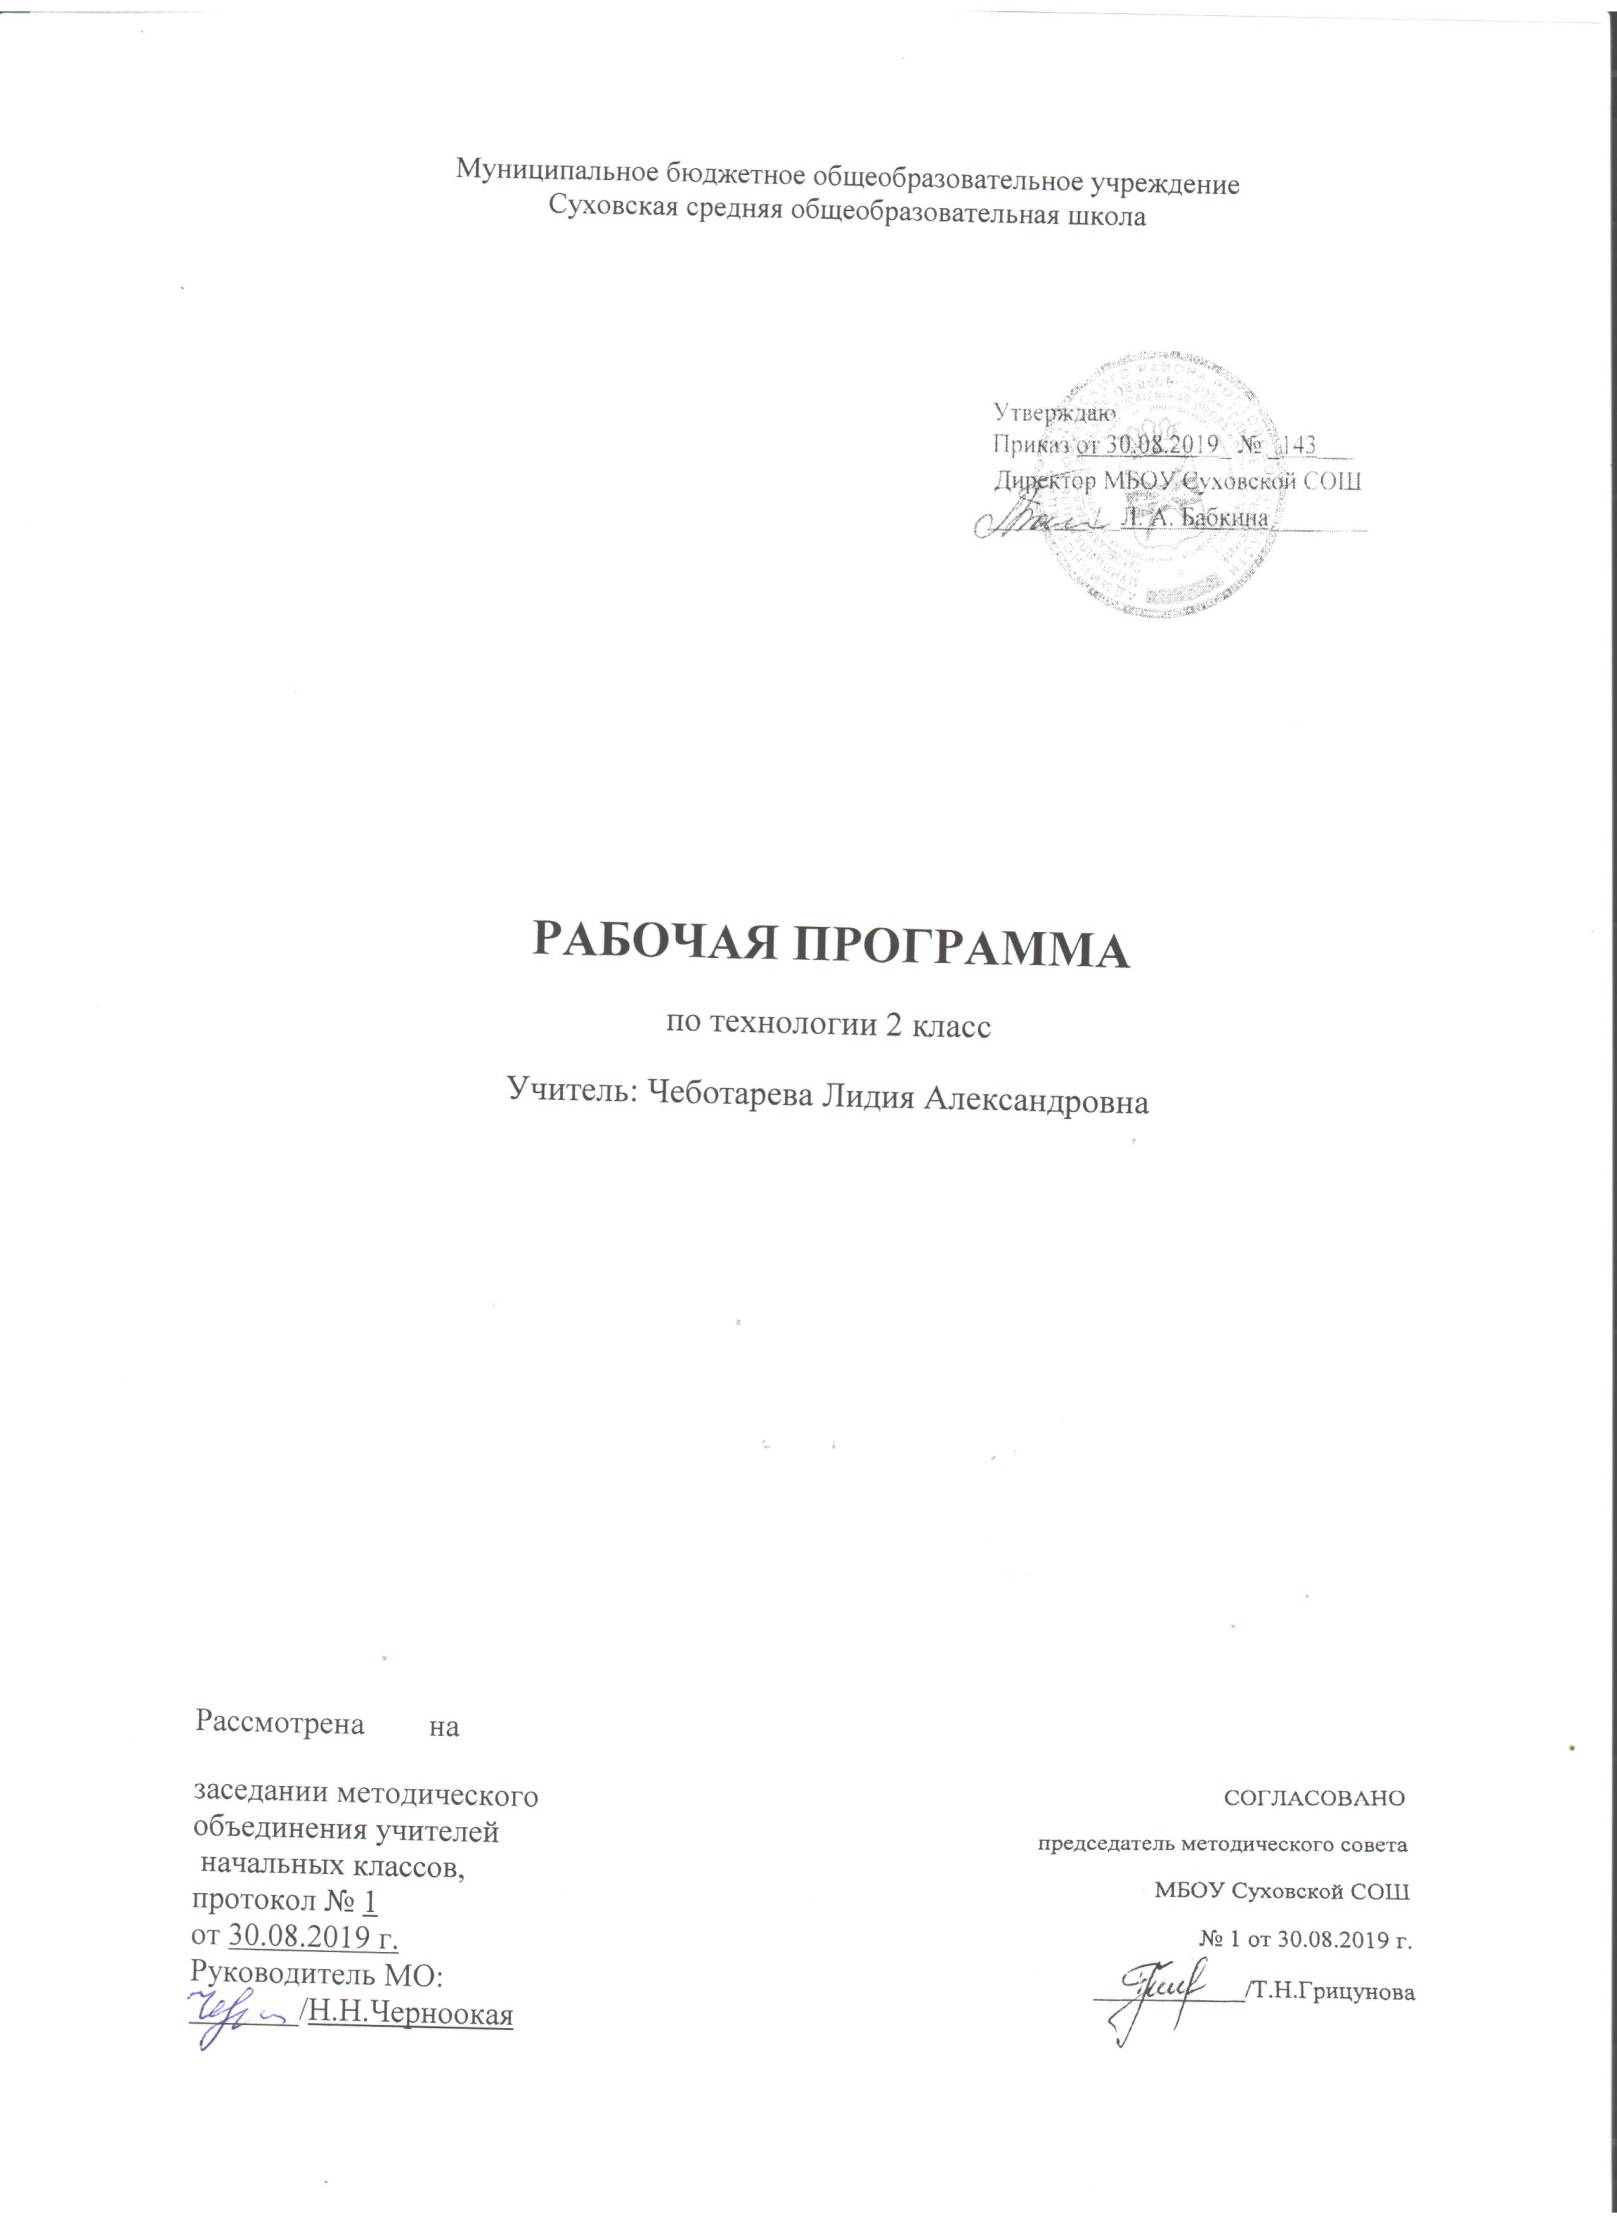 Муниципальное бюджетное общеобразовательное учреждение
Суховская средняя общеобразовательная школа
Утверждаю
Приказ от 30.08.2019_ № _143___
Директор МБОУ Суховской СОШ
Л. А. Бабкина
РАБОЧАЯ ПРОГРАММА
по технологии 2 класс
Учитель: Чеботарева Лидия Александровна
Рассмотрена на
заседании методического
объединения учителей
начальных классов,
протокол № 1
от 30.08.2019 г.
Руководитель МО:
/Н.Н.Черноокая
СОГЛАСОВАНО
председатель методического совета
МБОУ Суховской СОШ
№ 1 от 30.08.2019 г.
/Т.Н.Грицунова